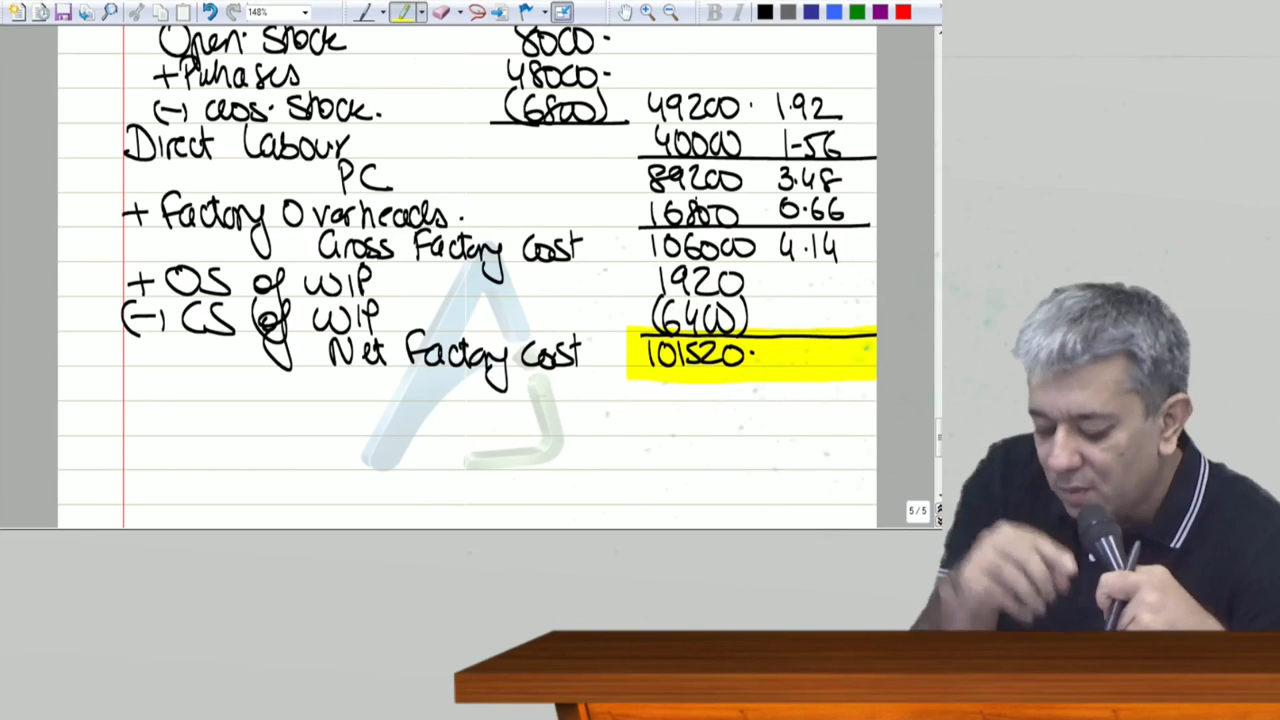 148%
B I
Open. Stock 8000.
+Puhases 48000.
(-) clos. stock. (6800) 49200. 1.92
Direct Labour 40000 1-56
PC 89200 3.48
+ Factory Overheads. 16800 0.66
Gross Factory cost 106000 4.14
+ OS of WIP 1920
(-) CS of WIP (6400)
Net Factory cost 101520.
5/5